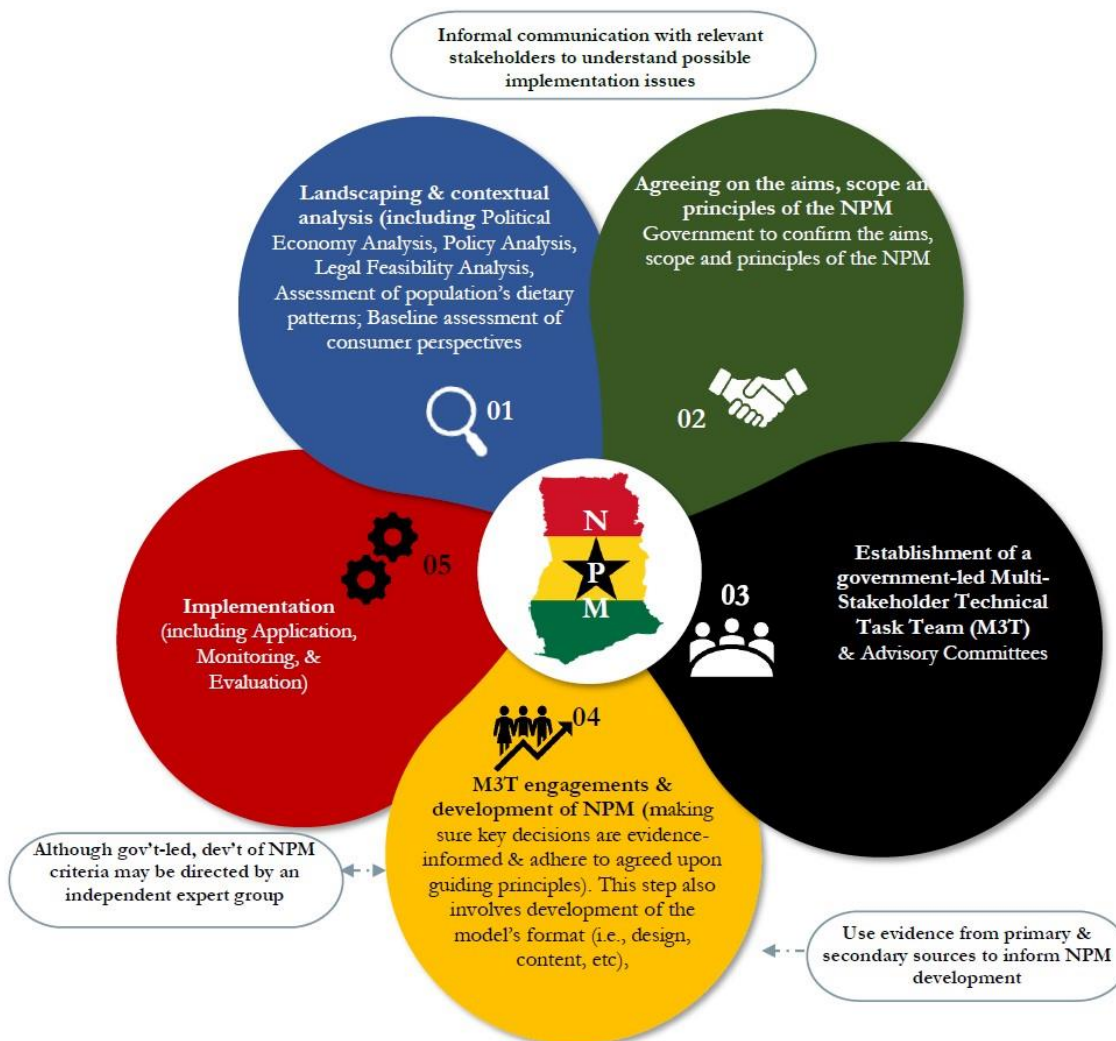 Informal communication with relevant
stakeholders to understand possible
implementation issues
Landscaping & contextual
analysis (including Political
Economy Analysis, Policy Analysis,
Legal Feasibility Analysis,
Assessment of population's dietary
patterns; Baseline assessment of
consumer perspectives
01
Agreeing on the aims, scope an
principles of the NPM
Government to confirm the aims,
scope and principles of the NPM
02
Establishment of a
government-led Multi-
Stakeholder Technical
Task Team (M3T)
& Advisory Committees
03
N
P
M
04
M3T engagements &
development of NPM (making
sure key decisions are evidence-
informed & adhere to agreed upon
guiding principles). This step also
involves development of the
model's format (i.e., design,
content, etc),
05
Implementation
(including Application,
Monitoring, &
Evaluation)
Although gov't-led, dev't of NPM
criteria may be directed by an
independent expert group
Use evidence from primary &
secondary sources to inform NPM
development